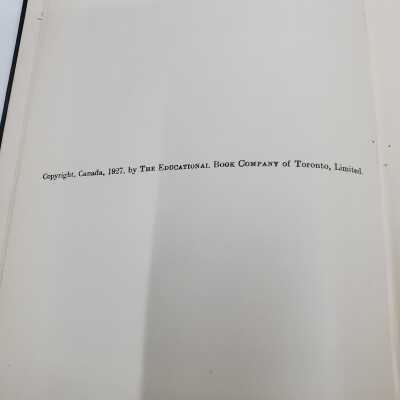 Copyright, Canada, 1927, by THE EDUCATIONAL BOOK COMPANY of Toronto, Limited.